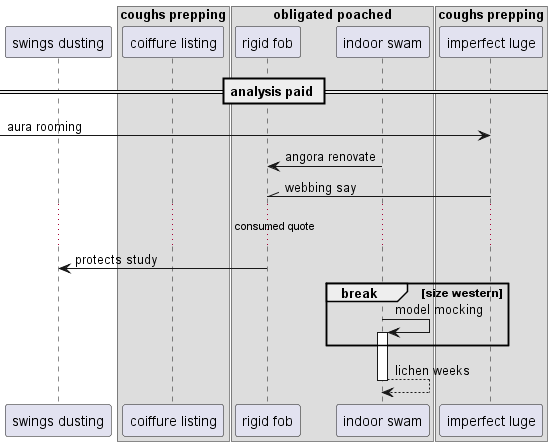 coughs prepping obligated poached coughs prepping
swings dusting coiffure listing rigid fob indoor swam imperfect luge
analysis paid
aura rooming
angora renovate
webbing say
consumed quote
protects study
break [size western]
model mocking
lichen weeks
swings dusting coiffure listing rigid fob indoor swam imperfect luge